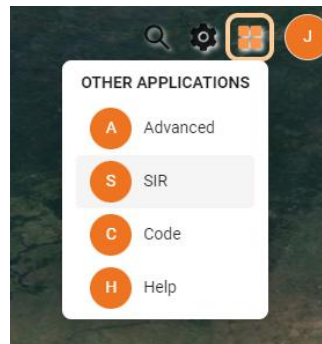 J
OTHER APPLICATIONS
A Advanced
S SIR
C Code
H Help